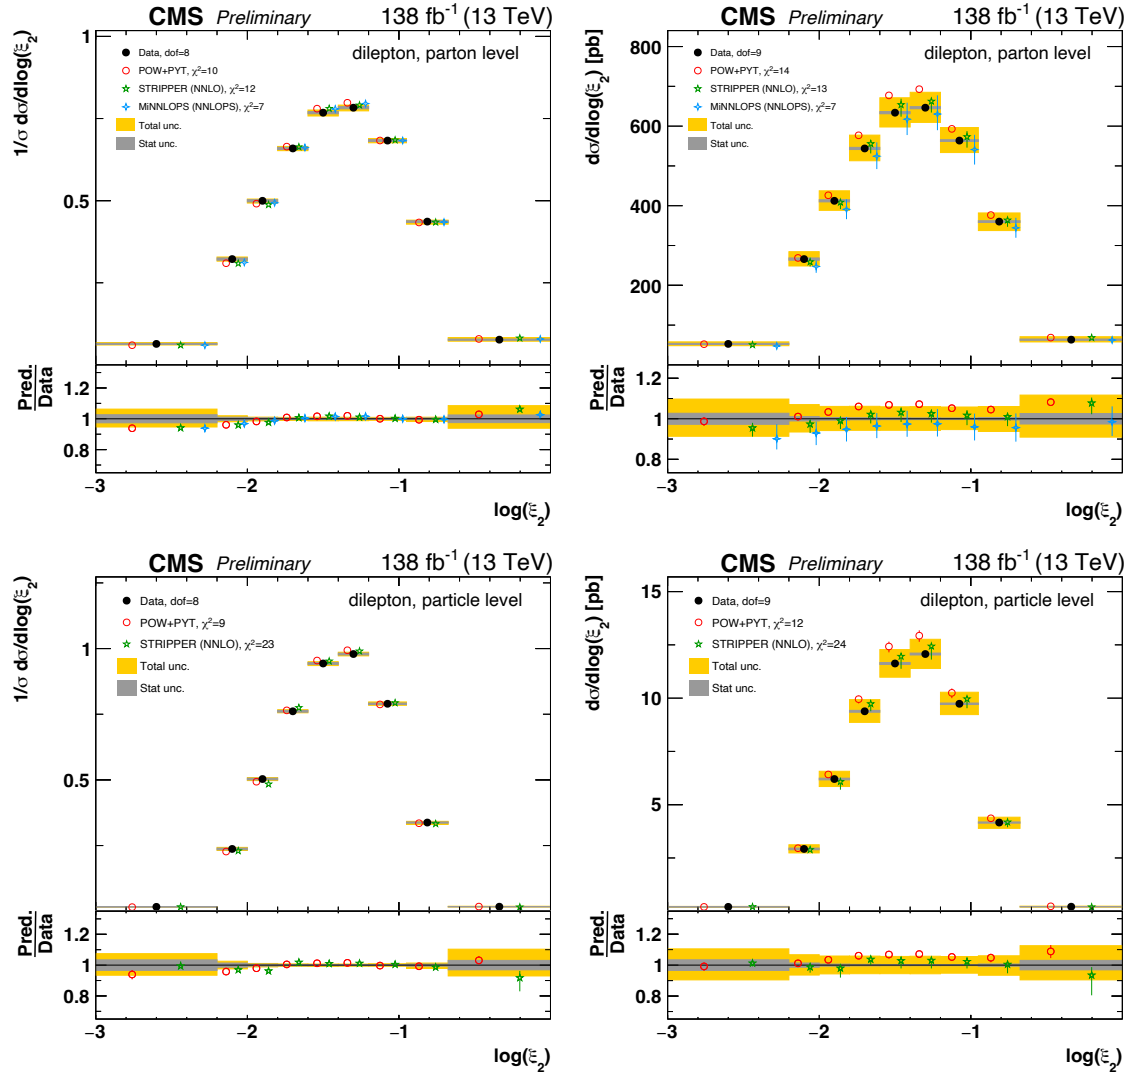 CMS Preliminary 138 fb⁻¹ (13 TeV)
dilepton, parton level
1/σ dσ/dlog(ξ₂)
Data, dof=8
POW+PYT, χ²=10
STRIPPER (NNLO), χ²=12
MiNNLOPS (NNLOPS), χ²=7
Total unc.
Stat unc.
1
0.5
Pred.
Data
1.2
1
0.8
−3 −2 −1
log(ξ₂)
CMS Preliminary 138 fb⁻¹ (13 TeV)
dilepton, parton level
dσ/dlog(ξ₂) [pb]
Data, dof=9
POW+PYT, χ²=14
STRIPPER (NNLO), χ²=13
MiNNLOPS (NNLOPS), χ²=7
Total unc.
Stat unc.
800
600
400
200
Pred.
Data
1.2
1
0.8
−3 −2 −1
log(ξ₂)
CMS Preliminary 138 fb⁻¹ (13 TeV)
dilepton, particle level
1/σ dσ/dlog(ξ₂)
Data, dof=8
POW+PYT, χ²=9
STRIPPER (NNLO), χ²=23
Total unc.
Stat unc.
1
0.5
Pred.
Data
1.2
1
0.8
−3 −2 −1
log(ξ₂)
CMS Preliminary 138 fb⁻¹ (13 TeV)
dilepton, particle level
dσ/dlog(ξ₂) [pb]
Data, dof=9
POW+PYT, χ²=12
STRIPPER (NNLO), χ²=24
Total unc.
Stat unc.
15
10
5
Pred.
Data
1.2
1
0.8
−3 −2 −1
log(ξ₂)